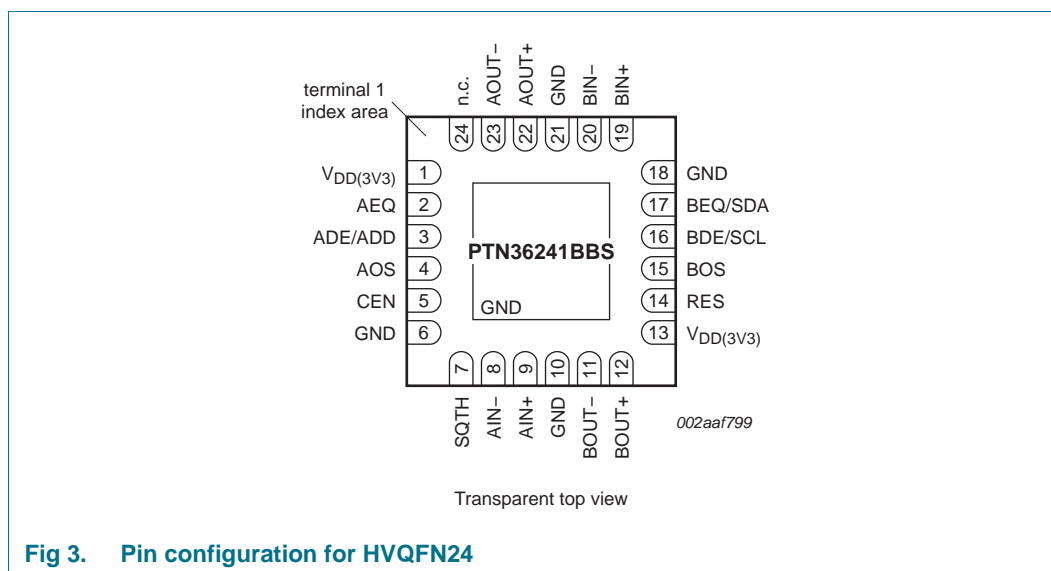 n.c.
AOUT−
AOUT+
GND
BIN−
BIN+
terminal 1
index area
24 23 22 21 20 19
VDD(3V3) 1 18 GND
AEQ 2 17 BEQ/SDA
ADE/ADD 3 16 BDE/SCL
PTN36241BBS
AOS 4 15 BOS
CEN 5 14 RES
GND
GND 6 13 VDD(3V3)
7 8 9 10 11 12
SQTH
AIN−
AIN+
GND
BOUT−
BOUT+
002aaf799
Transparent top view
Fig 3. Pin configuration for HVQFN24